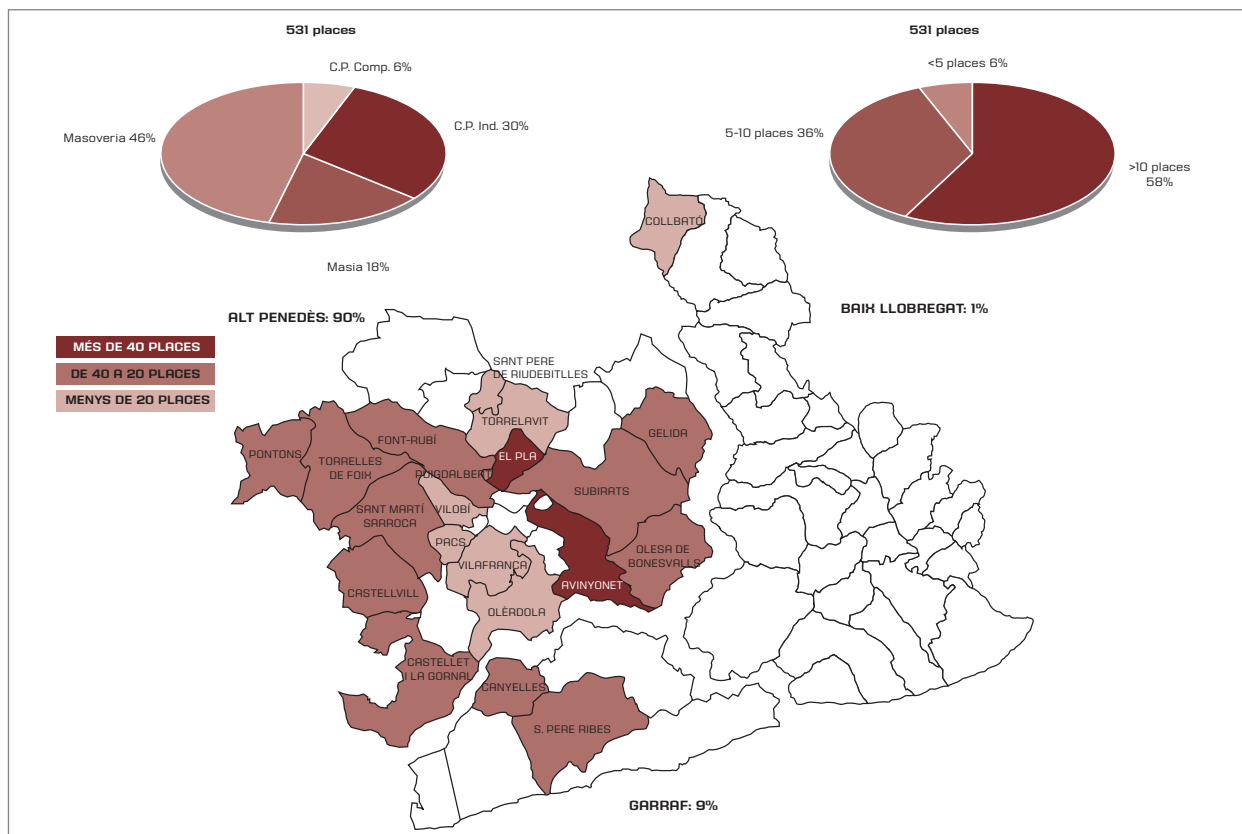 531 places
C.P. Comp. 6%
C.P. Ind. 30%
Masoveria 46%
Masia 18%
531 places
<5 places 6%
5-10 places 36%
>10 places
58%
COLLBATÓ
ALT PENEDÈS: 90%
BAIX LLOBREGAT: 1%
MÉS DE 40 PLACES
DE 40 A 20 PLACES
MENYS DE 20 PLACES
SANT PERE
DE RIUDEBITLLES
TORRELAVIT
GELIDA
FONT-RUBÍ
PONTONS
EL PLA
TORRELLES
DE FOIX
PUIGDALBERT
SUBIRATS
SANT MARTÍ
SARROCA
VILOBÍ
PACS
VILAFRANCA
OLESA DE
BONESVALLS
AVINYONET
CASTELLVILL
OLÈRDOLA
CASTELLET
I LA GORNAL
CANYELLES
S. PERE RIBES
GARRAF: 9%